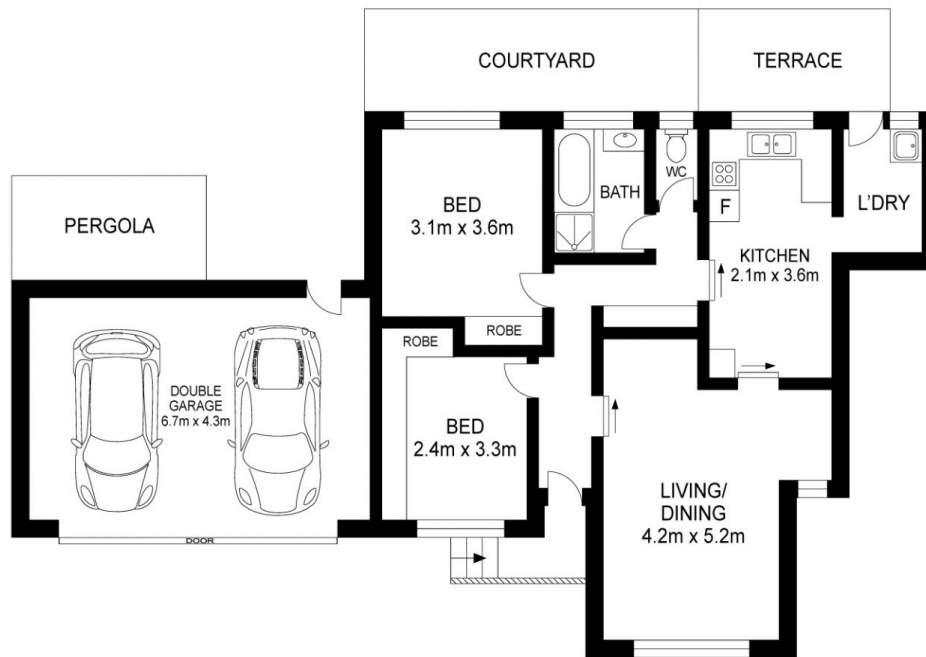 COURTYARD
TERRACE
PERGOLA
BED
3.1m x 3.6m
BATH
WC
F
L'DRY
KITCHEN
2.1m x 3.6m
ROBE
ROBE
DOUBLE
GARAGE
6.7m x 4.3m
BED
2.4m x 3.3m
LIVING/
DINING
4.2m x 5.2m
DOOR